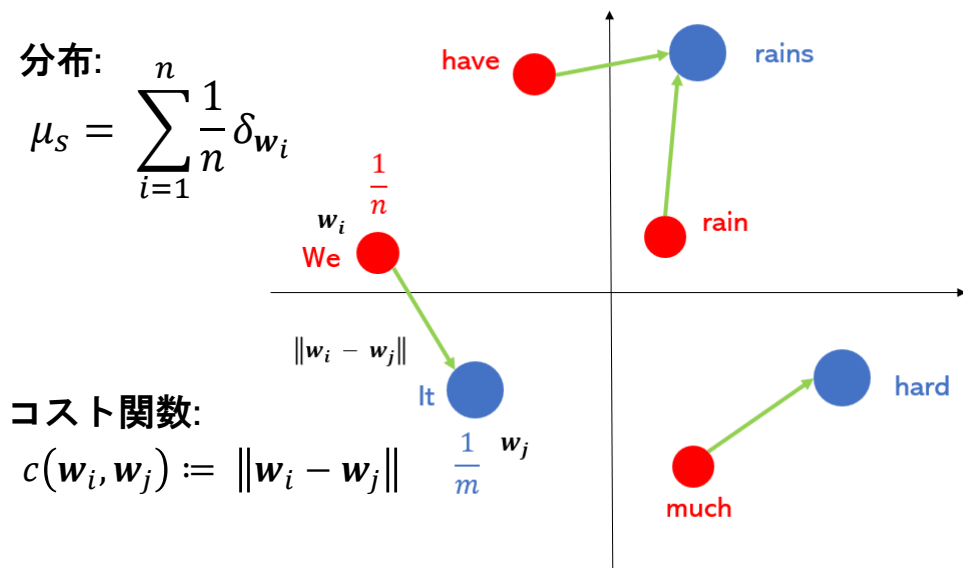 分布:
μ_s = ∑_{i=1}^{n} 1/n δ_{w_i}
have
rains
1/n
w_i
We
rain
‖w_i − w_j‖
It
hard
1/m
w_j
コスト関数:
c(w_i, w_j) ≔ ‖w_i − w_j‖
much